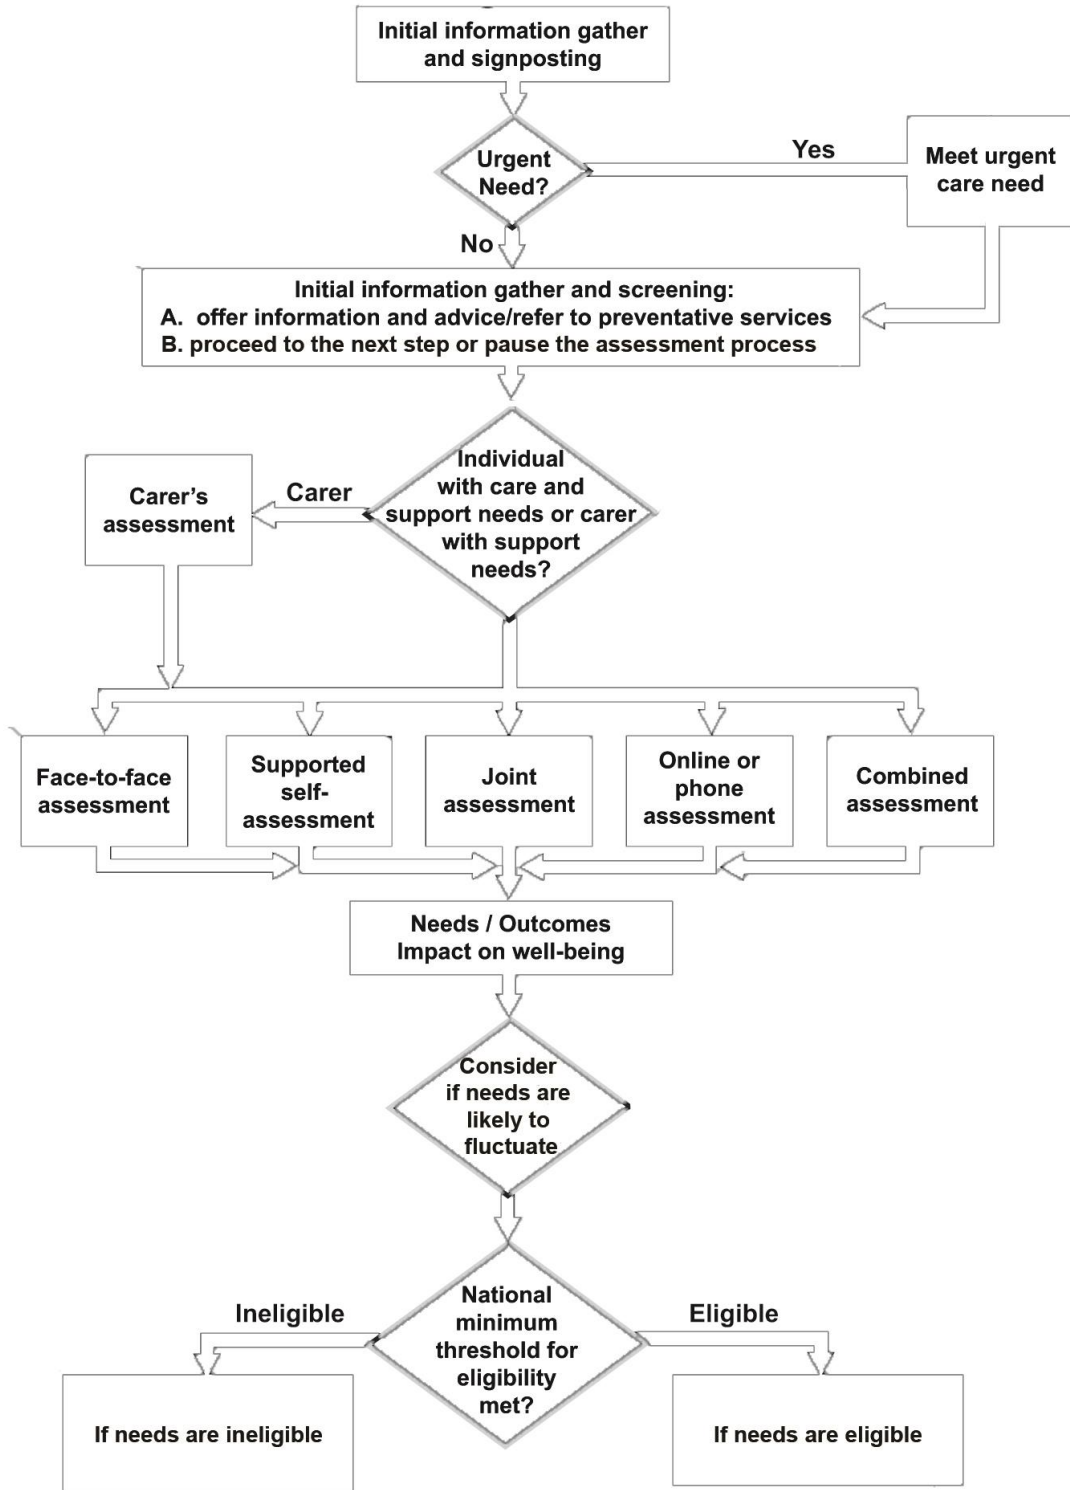 Initial information gather
and signposting
Urgent
Need?
Yes
Meet urgent
care need
No
Initial information gather and screening:
A. offer information and advice/refer to preventative services
B. proceed to the next step or pause the assessment process
Individual
with care and
support needs or carer
with support
needs?
Carer
Carer's
assessment
Face-to-face
assessment
Supported
self-
assessment
Joint
assessment
Online or
phone
assessment
Combined
assessment
Needs / Outcomes
Impact on well-being
Consider
if needs are
likely to
fluctuate
National
minimum
threshold for
eligibility
met?
Ineligible
Eligible
If needs are ineligible
If needs are eligible